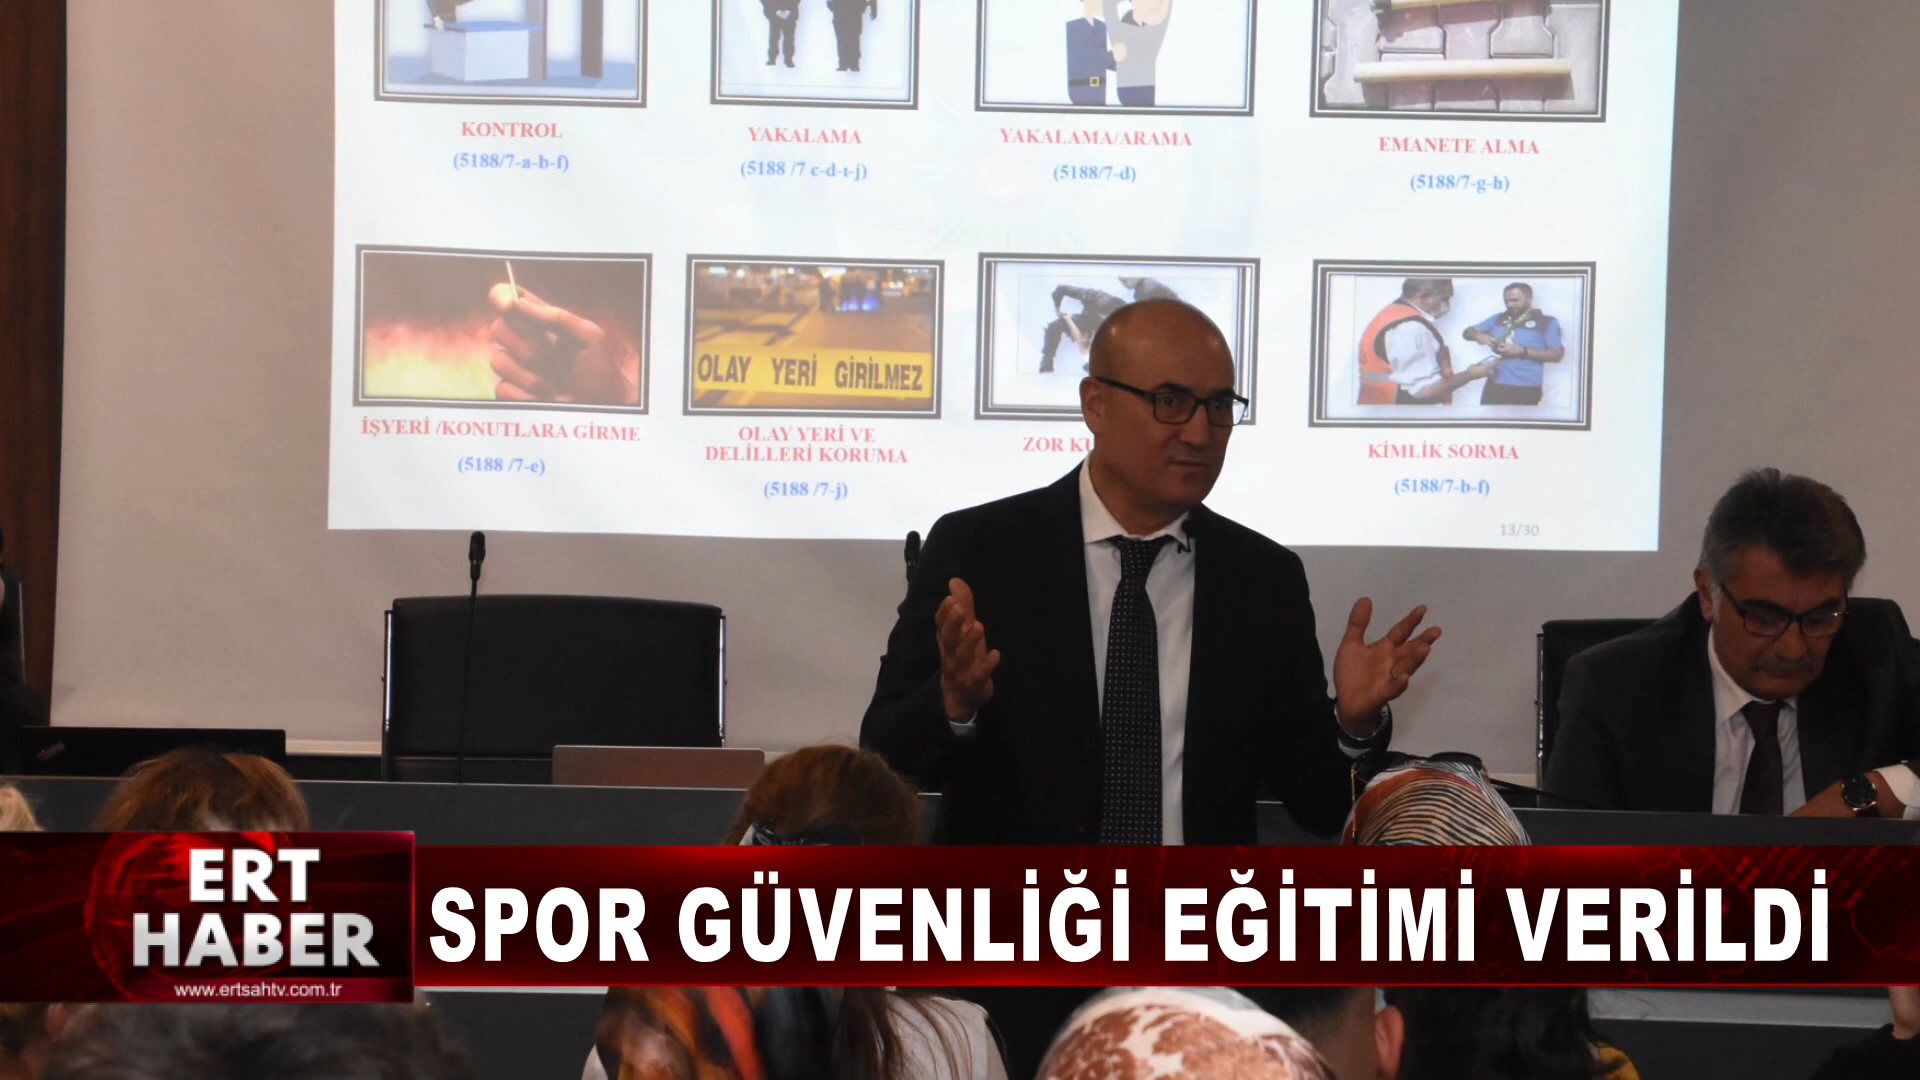 KONTROL
(5188/7-a-b-f)
YAKALAMA
(5188 /7 c-d-ı-j)
YAKALAMA/ARAMA
(5188/7-d)
EMANETE ALMA
(5188/7-g-h)
OLAY YERİ GİRİLMEZ
İŞYERİ /KONUTLARA GİRME
(5188 /7-e)
OLAY YERİ VE
DELİLLERİ KORUMA
(5188 /7-j)
ZOR
KİMLİK SORMA
(5188/7-b-f)
13/30
ERT
HABER
www.ertsahtv.com.tr
SPOR GÜVENLİĞİ EĞİTİMİ VERİLDİ